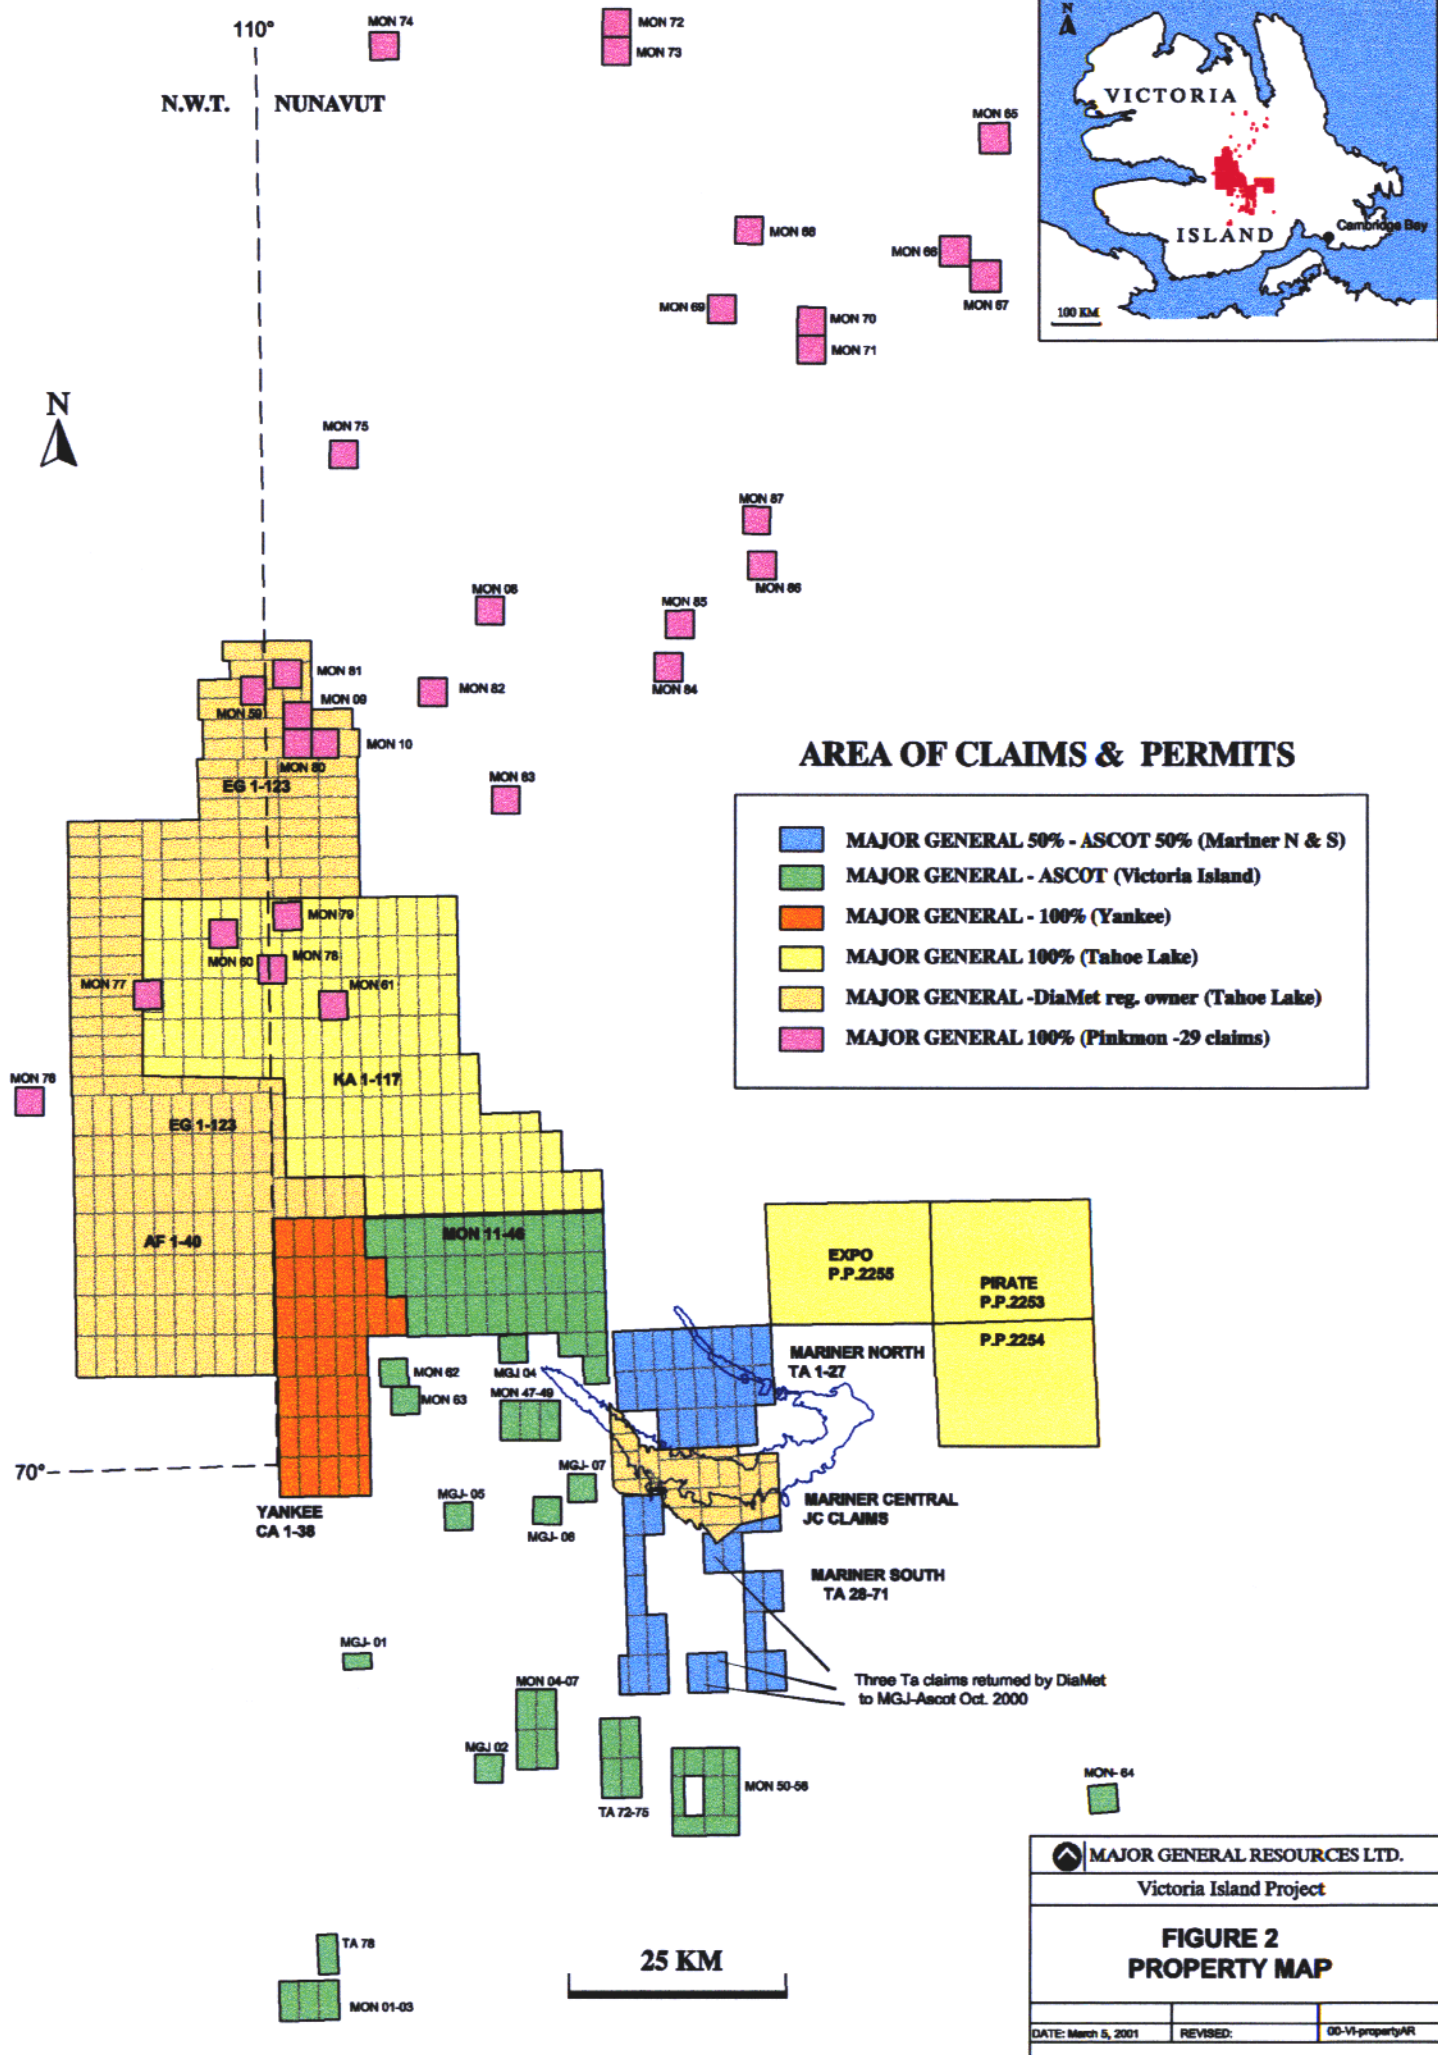 110°
MON 74
MON 72
MON 73
N.W.T.
NUNAVUT
MON 65
N
VICTORIA
ISLAND
Cambridge Bay
100 KM
MON 68
MON 66
MON 67
MON 69
MON 70
MON 71
N
MON 75
MON 87
MON 86
MON 08
MON 85
MON 84
MON 81
MON 82
MON 59
MON 09
MON 10
MON 80
EG 1-123
MON 83
AREA OF CLAIMS & PERMITS
MAJOR GENERAL 50% - ASCOT 50% (Mariner N & S)
MAJOR GENERAL - ASCOT (Victoria Island)
MAJOR GENERAL - 100% (Yankee)
MAJOR GENERAL 100% (Tahoe Lake)
MAJOR GENERAL -DiaMet reg. owner (Tahoe Lake)
MAJOR GENERAL 100% (Pinkmon -29 claims)
MON 79
MON 60
MON 78
MON 77
MON 61
MON 76
KA 1-117
EG 1-123
AF 1-40
MON 11-46
EXPO
P.P.2255
PIRATE
P.P.2253
P.P.2254
MARINER NORTH
TA 1-27
MON 62
MGJ 04
MON 63
MON 47-49
70°
MGJ- 07
MGJ- 05
MGJ- 06
YANKEE
CA 1-38
MARINER CENTRAL
JC CLAIMS
MARINER SOUTH
TA 28-71
MGJ- 01
MON 04-07
Three Ta claims returned by DiaMet
to MGJ-Ascot Oct. 2000
MGJ 02
TA 72-75
MON 50-56
MON- 64
MAJOR GENERAL RESOURCES LTD.
Victoria Island Project
FIGURE 2
PROPERTY MAP
DATE: March 5, 2001
REVISED:
00-VI-propertyAR
TA 78
MON 01-03
25 KM